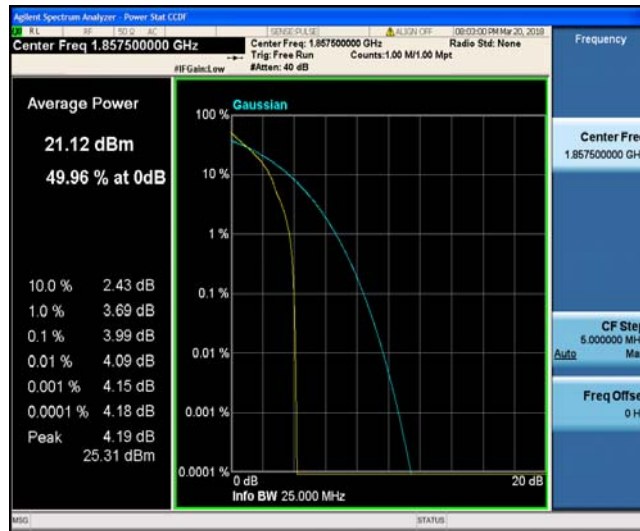 Agilent Spectrum Analyzer - Power Stat CCDF
RL RF 50 Ω AC SENSE:PULSE ALIGN OFF 08:03:00 PM Mar 20, 2018
Center Freq 1.857500000 GHz
Center Freq: 1.857500000 GHz Radio Std: None
Trig: Free Run Counts:1.00 M/1.00 Mpt
#IFGain:Low #Atten: 40 dB
Frequency
Average Power
21.12 dBm
49.96 % at 0dB
10.0 % 2.43 dB
1.0 % 3.69 dB
0.1 % 3.99 dB
0.01 % 4.09 dB
0.001 % 4.15 dB
0.0001 % 4.18 dB
Peak 4.19 dB
25.31 dBm
Gaussian
100 %
10 %
1 %
0.1 %
0.01 %
0.001 %
0.0001 %
0 dB 20 dB
Info BW 25.000 MHz
Center Fre
1.857500000 GH
CF Step
5.000000 MH
Auto Ma
Freq Offse
0 H
MSG STATUS